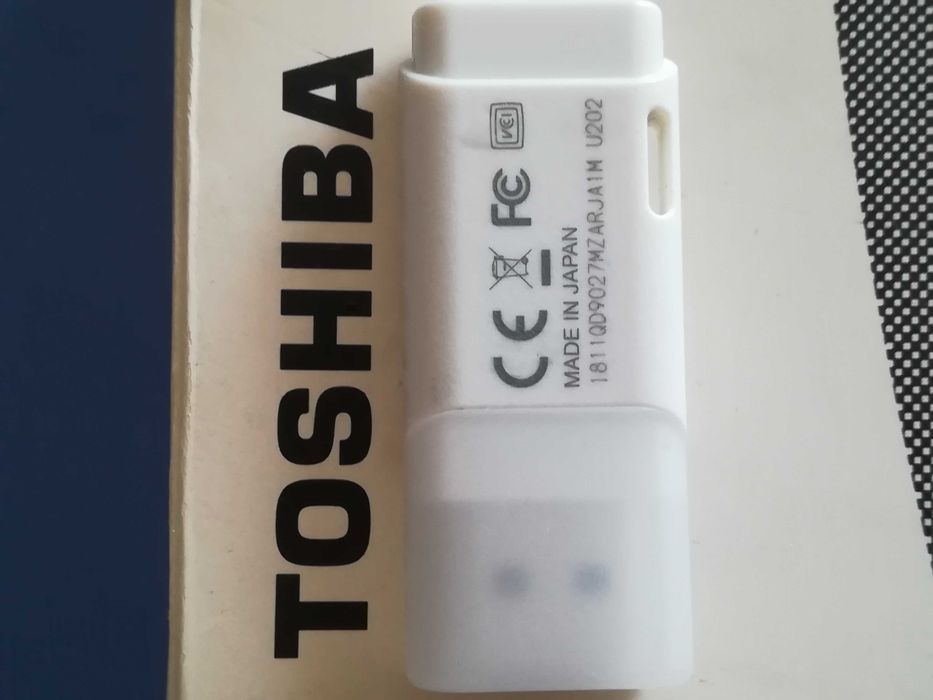 TOSHIBA
CE FC VCI
MADE IN JAPAN
1811QD9027MZARJA1M U202